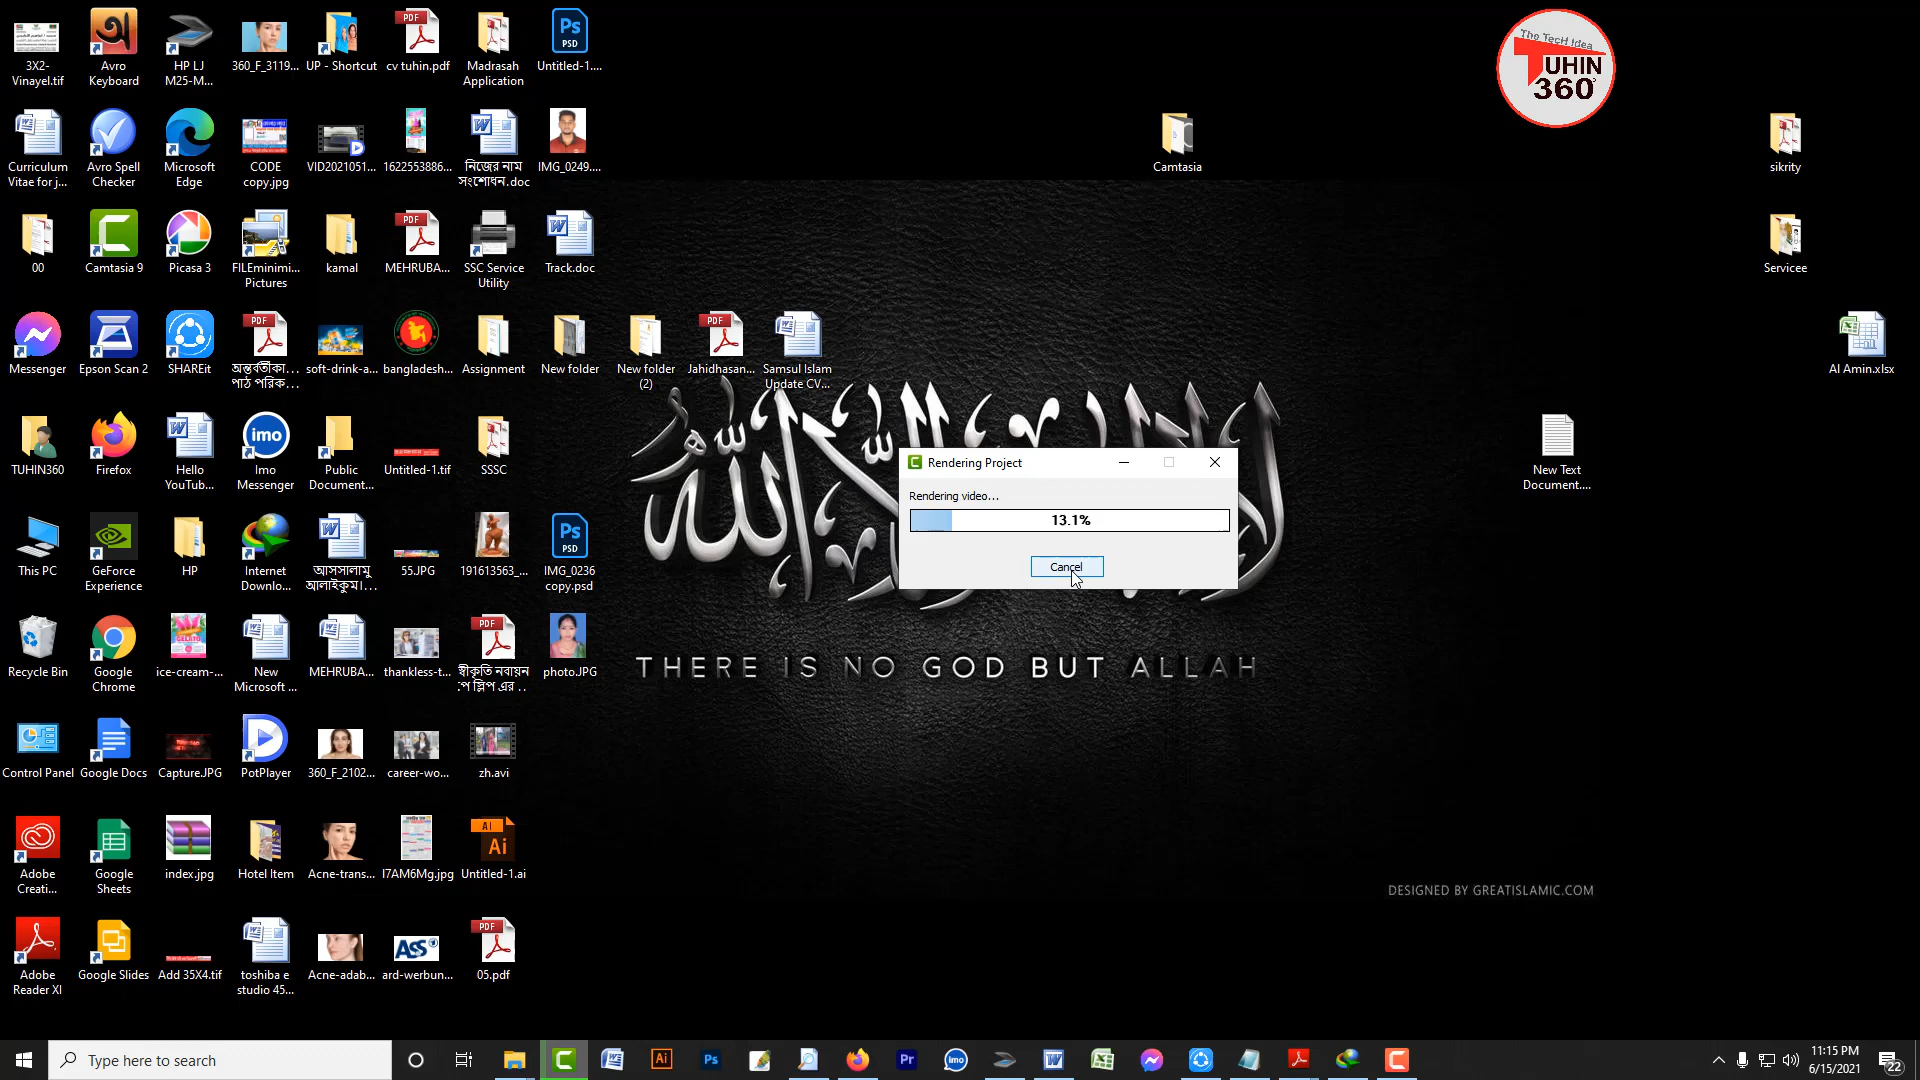 3X2-
Vinayel.tif
Avro
Keyboard
HP LJ
M25-M...
360_F_3119...
UP - Shortcut
cv tuhin.pdf
Madrasah
Application
Untitled-1....
The TecH Idea
TUHIN
360°
Curriculum
Vitae for j...
Avro Spell
Checker
Microsoft
Edge
CODE
copy.jpg
VID2021051...
1622553886...
নিজের নাম
সংশোধন.doc
IMG_0249....
Camtasia
sikrity
00
Camtasia 9
Picasa 3
FILEminimi...
Pictures
kamal
MEHRUBA...
SSC Service
Utility
Track.doc
Servicee
Messenger
Epson Scan 2
SHAREit
অন্তর্বর্তীকা...
পাঠ পরিক...
soft-drink-a...
bangladesh...
Assignment
New folder
New folder
(2)
Jahidhasan...
Samsul Islam
Update CV...
Al Amin.xlsx
TUHIN360
Firefox
Hello
YouTub...
Imo
Messenger
Public
Document...
Untitled-1.tif
SSSC
New Text
Document....
Rendering Project
Rendering video...
13.1%
Cancel
This PC
GeForce
Experience
HP
Internet
Downlo...
আসসালামু
আলাইকুম।...
55.JPG
191613563_...
IMG_0236
copy.psd
Recycle Bin
Google
Chrome
ice-cream-...
New
Microsoft ...
MEHRUBA...
thankless-t...
স্বীকৃতি নবায়ন
পে স্লিপ এর ...
photo.JPG
THERE IS NO GOD BUT ALLAH
Control Panel
Google Docs
Capture.JPG
PotPlayer
360_F_2102...
career-wo...
zh.avi
Adobe
Creati...
Google
Sheets
index.jpg
Hotel Item
Acne-trans...
I7AM6Mg.jpg
Untitled-1.ai
DESIGNED BY GREATISLAMIC.COM
Adobe
Reader XI
Google Slides
Add 35X4.tif
toshiba e
studio 45...
Acne-adab...
ard-werbun...
05.pdf
Type here to search
11:15 PM
6/15/2021
22